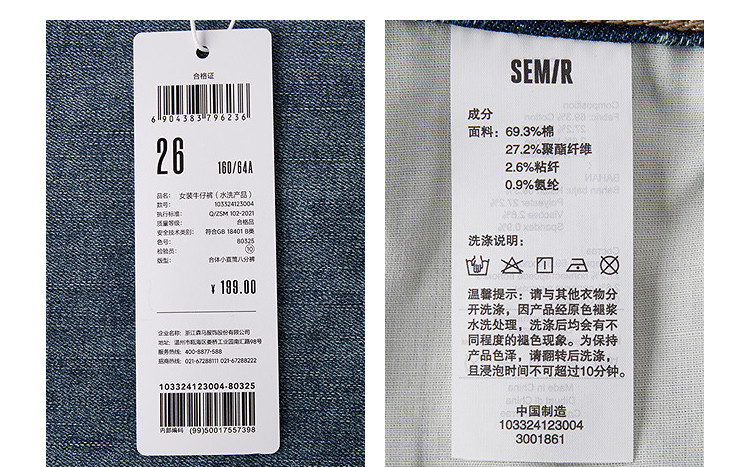 合格证
6904383796236
26 160/64A
品名: 女装牛仔裤（水洗产品）
款号: 103324123004
执行标准: Q/ZSM 102-2021
质量等级: 合格品
安全技术类别: 符合GB 18401 B类
色号: 80325
检验员: 10
版型: 合体小直筒八分裤
¥ 199.00
企业名称: 浙江森马服饰股份有限公司
地址: 温州市瓯海区娄桥工业园南汇路98号
服务热线: 400-8877-588
招商热线: 021-67288111 021-67288222
103324123004-80325
内部编码 (99)50017557398
SEM/R
成分
面料: 69.3%棉
27.2%聚酯纤维
2.6%粘纤
0.9%氨纶
洗涤说明:
温馨提示: 请与其他衣物分
开洗涤, 因产品经原色褪浆
水洗处理, 洗涤后均会有不
同程度的褪色现象。为保持
产品色泽, 请翻转后洗涤,
且浸泡时间不可超过10分钟。
中国制造
103324123004
3001861